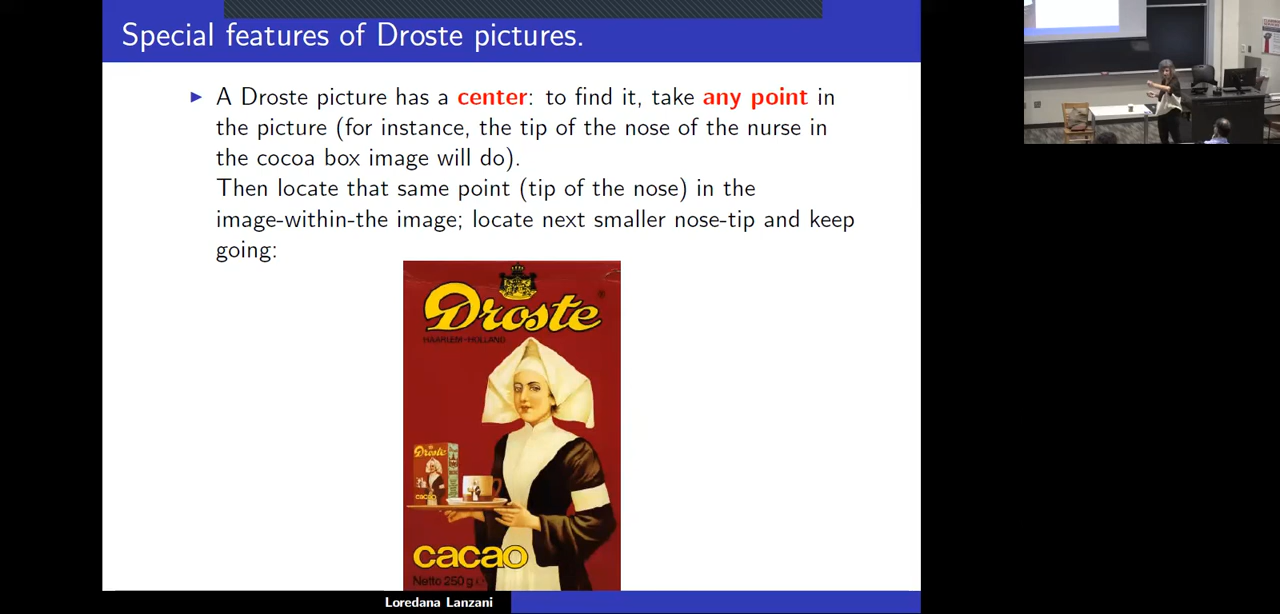 Special features of Droste pictures.
▶ A Droste picture has a center: to find it, take any point in
the picture (for instance, the tip of the nose of the nurse in
the cocoa box image will do).
Then locate that same point (tip of the nose) in the
image-within-the image; locate next smaller nose-tip and keep
going:
Droste
HAARLEM-HOLLAND
Droste
cacao
cacao
Netto 250 g
Loredana Lanzani